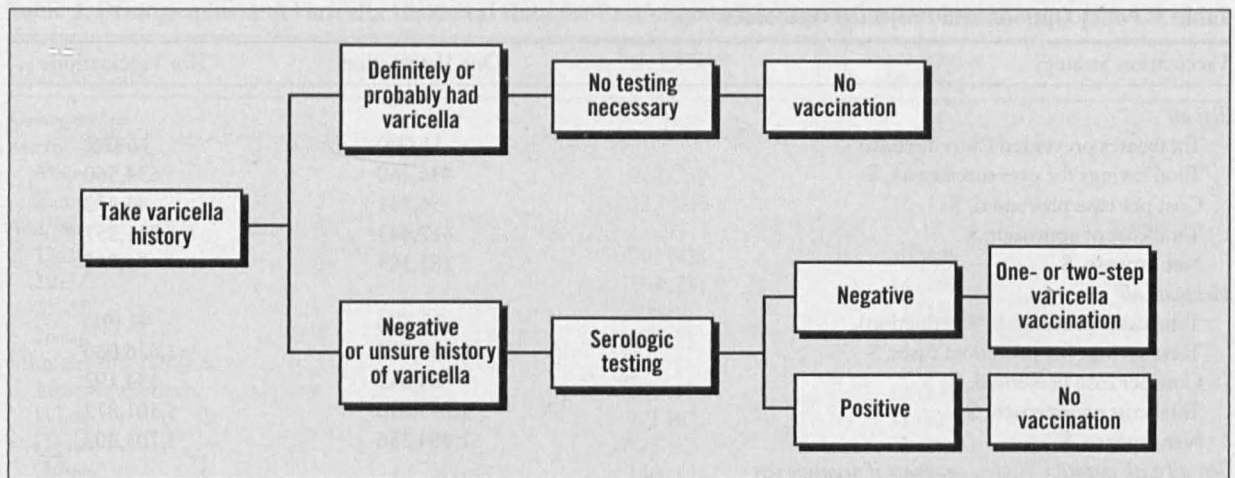 Definitely or
probably had
varicella
No testing
necessary
No
vaccination
Take varicella
history
Negative
or unsure history
of varicella
Serologic
testing
Negative
One- or two-step
varicella
vaccination
Positive
No
vaccination